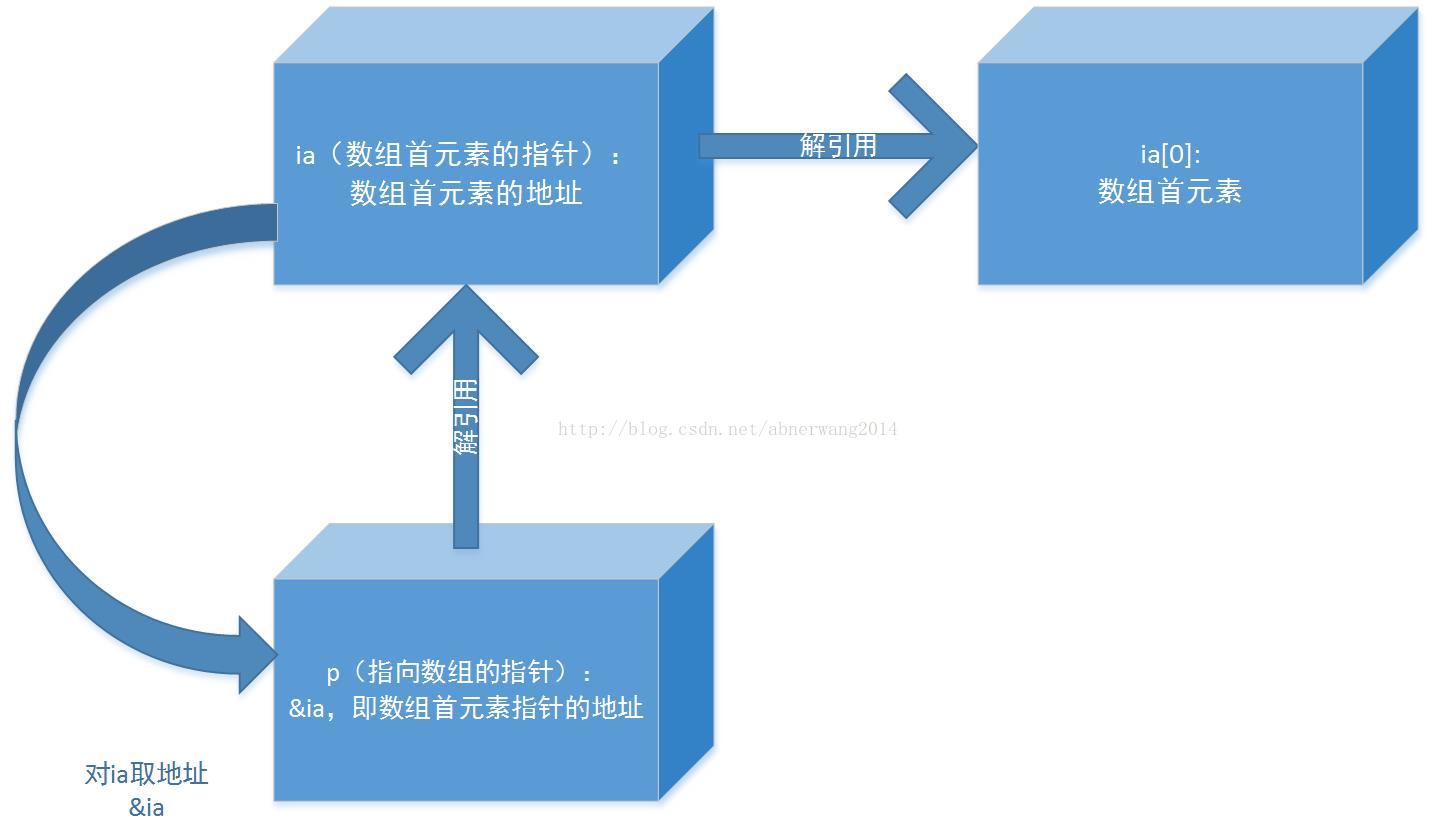 ia（数组首元素的指针）：
数组首元素的地址
解引用
ia[0]:
数组首元素
解引用
http://blog.csdn.net/abnerwang2014
p（指向数组的指针）：
&ia，即数组首元素指针的地址
对ia取地址
&ia